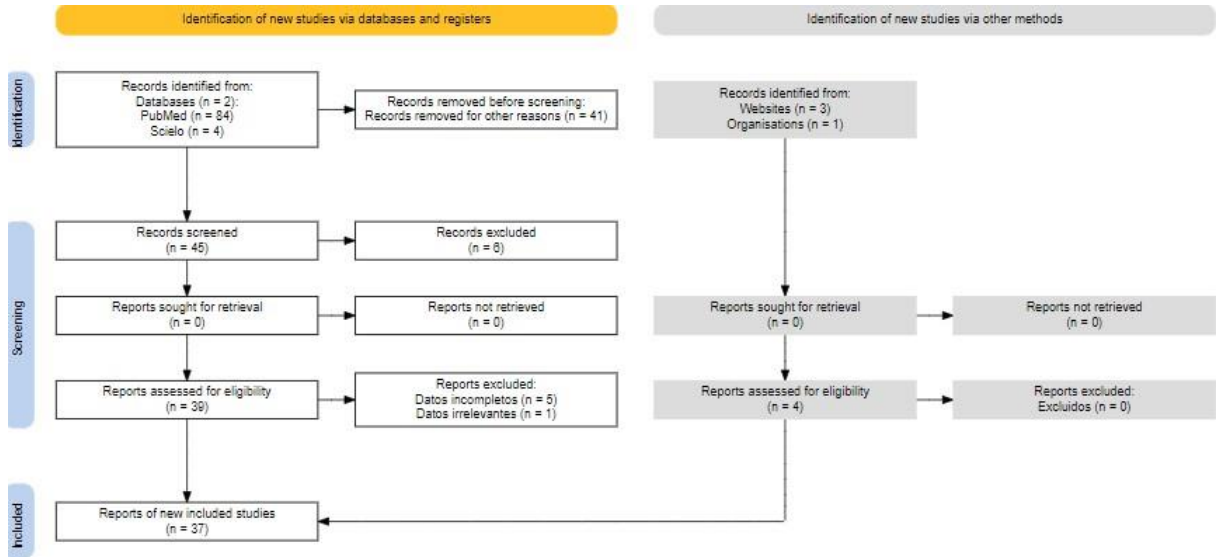 Identification of new studies via databases and registers
Identification of new studies via other methods
Identification
Records identified from:
Databases (n = 2):
PubMed (n = 84)
Scielo (n = 4)
Records removed before screening:
Records removed for other reasons (n = 41)
Records identified from:
Websites (n = 3)
Organisations (n = 1)
Screening
Records screened
(n = 45)
Records excluded
(n = 6)
Reports sought for retrieval
(n = 0)
Reports not retrieved
(n = 0)
Reports sought for retrieval
(n = 0)
Reports not retrieved
(n = 0)
Reports assessed for eligibility
(n = 39)
Reports excluded:
Datos incompletos (n = 5)
Datos irrelevantes (n = 1)
Reports assessed for eligibility
(n = 4)
Reports excluded:
Excluidos (n = 0)
Included
Reports of new included studies
(n = 37)